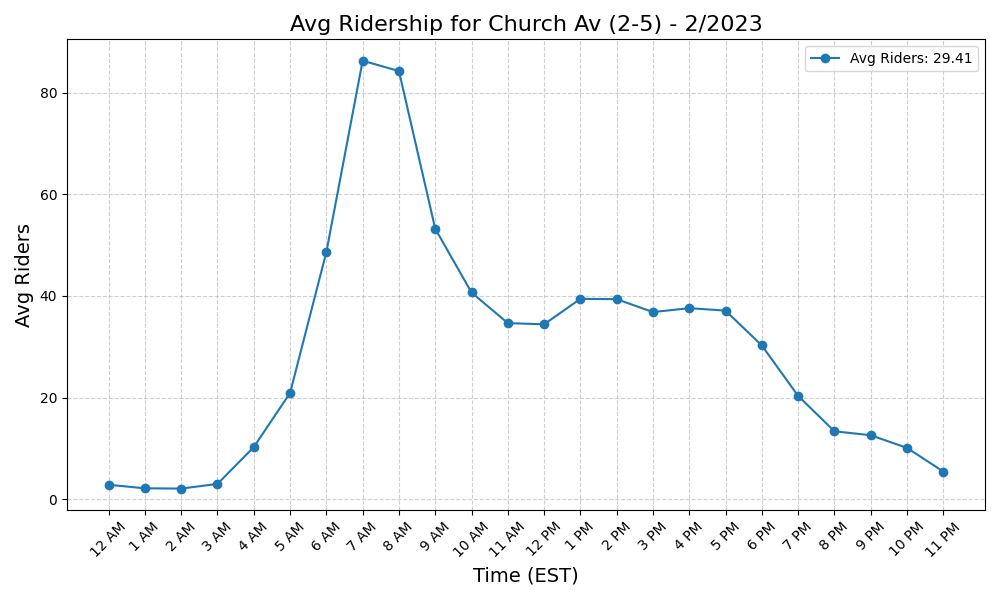 Avg Ridership for Church Av (2-5) - 2/2023
Avg Riders: 29.41
Avg Riders
80
60
40
20
0
12 AM
1 AM
2 AM
3 AM
4 AM
5 AM
6 AM
7 AM
8 AM
9 AM
10 AM
11 AM
12 PM
1 PM
2 PM
3 PM
4 PM
5 PM
6 PM
7 PM
8 PM
9 PM
10 PM
11 PM
Time (EST)